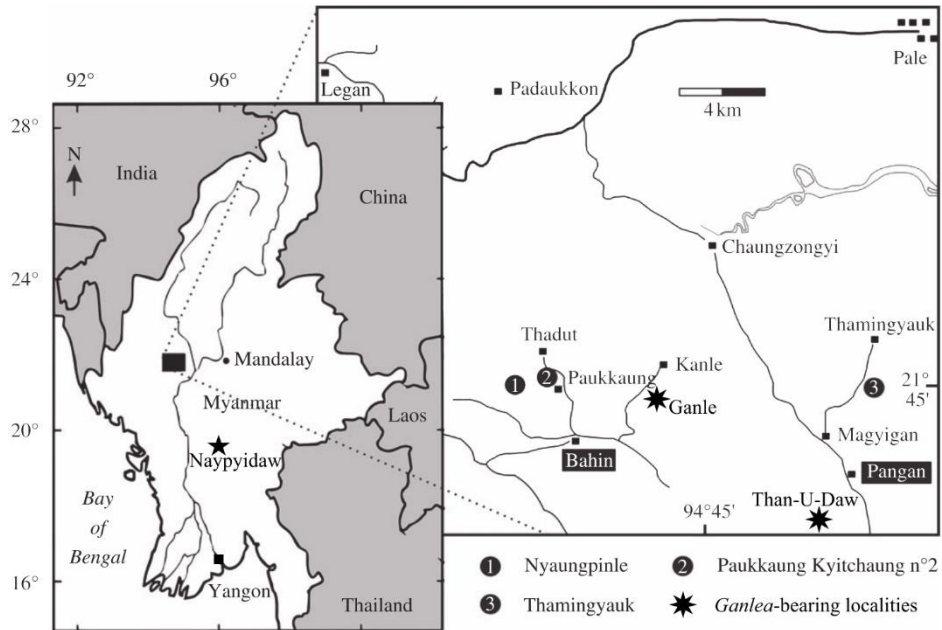 92°
96°
28°
24°
20°
16°
N
India
China
Mandalay
Myanmar
Laos
Naypyidaw
Bay
of
Bengal
Yangon
Thailand
Legan
Padaukkon
Pale
4 km
Chaungzongyi
Thadut
Thamingyauk
1
2
Paukkaung
Kanle
3
21°
45'
Ganle
Magyigan
Bahin
Pangan
Than-U-Daw
94°45'
1 Nyaungpinle
2 Paukkaung Kyitchaung n°2
3 Thamingyauk
Ganlea-bearing localities